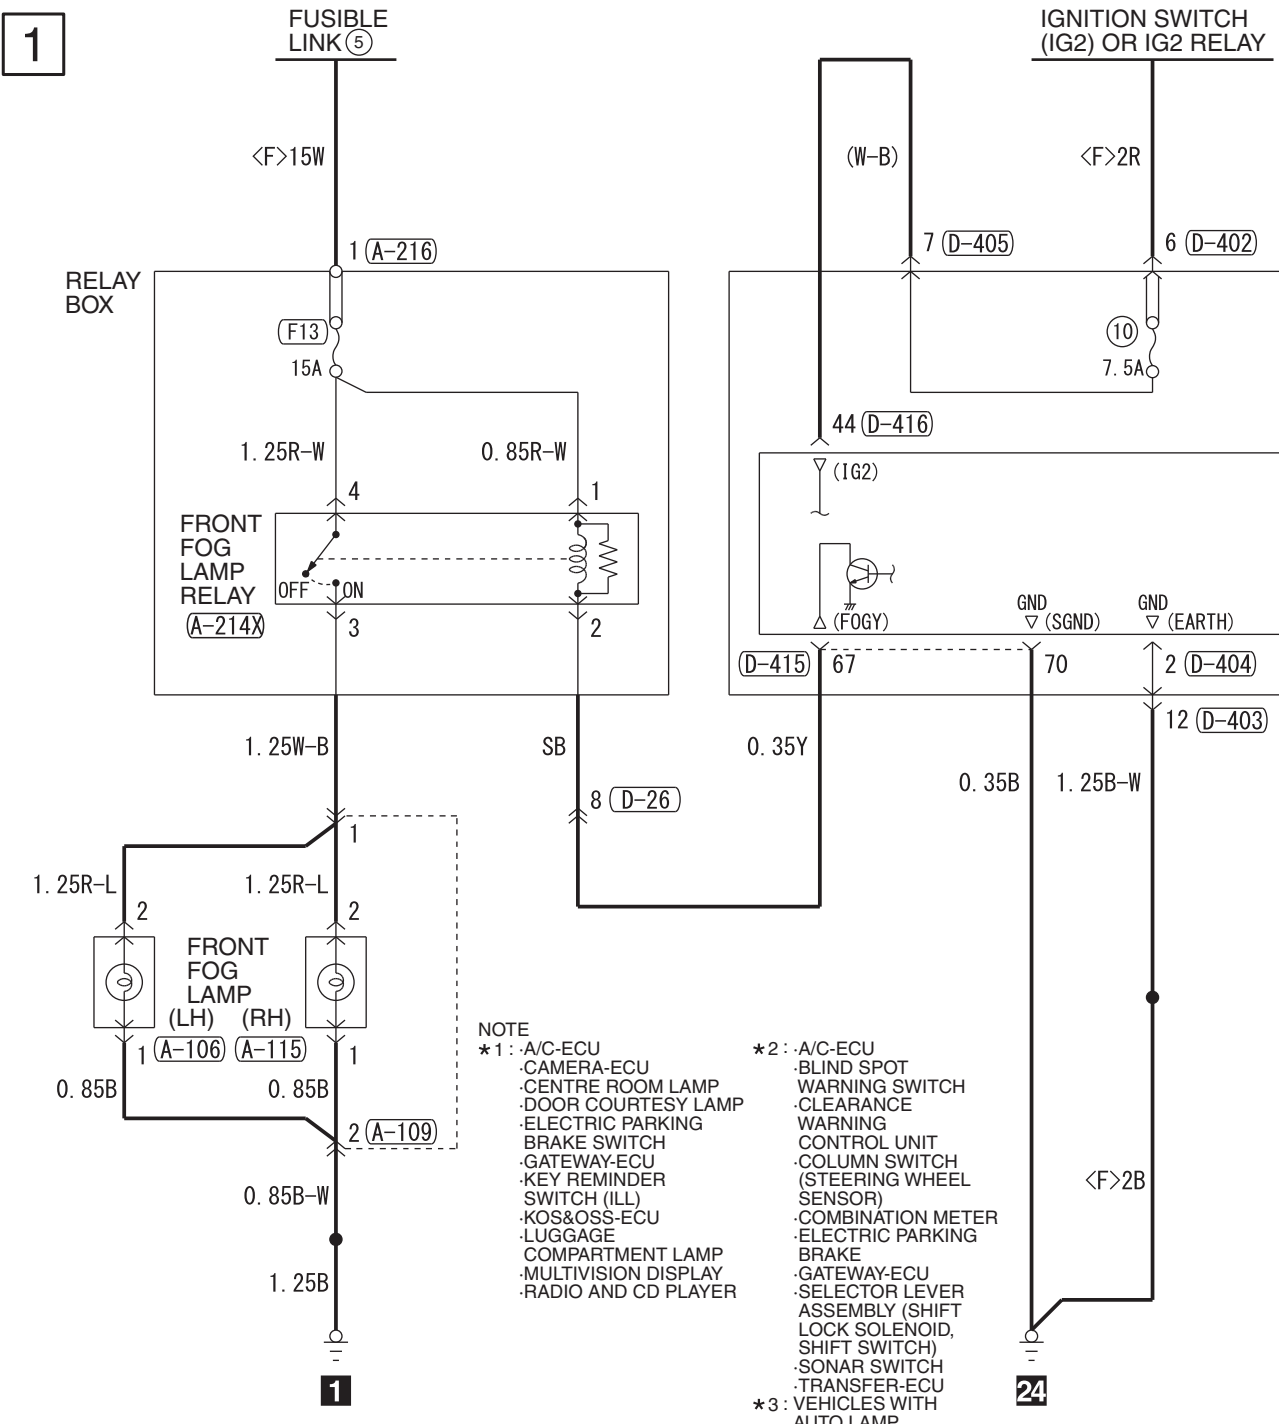 1
FUSIBLE
LINK 5
IGNITION SWITCH
(IG2) OR IG2 RELAY
<F>15W
(W-B)
<F>2R
1 A-216
7 D-405
6 D-402
RELAY
BOX
F13
15A
10
7.5A
44 D-416
1.25R-W
0.85R-W
(IG2)
4
1
FRONT
FOG
LAMP
RELAY
A-214X
OFF
ON
3
2
(FOGY)
GND
(SGND)
GND
(EARTH)
D-415 67
70
2 D-404
12 D-403
1.25W-B
SB
0.35Y
0.35B
1.25B-W
8 D-26
1
1.25R-L
1.25R-L
2
2
FRONT
FOG
LAMP
(LH)
(RH)
1 A-106
A-115 1
0.85B
0.85B
2 A-109
0.85B-W
1.25B
1
<F>2B
24
NOTE
*1 : ·A/C-ECU
·CAMERA-ECU
·CENTRE ROOM LAMP
·DOOR COURTESY LAMP
·ELECTRIC PARKING
BRAKE SWITCH
·GATEWAY-ECU
·KEY REMINDER
SWITCH (ILL)
·KOS&OSS-ECU
·LUGGAGE
COMPARTMENT LAMP
·MULTIVISION DISPLAY
·RADIO AND CD PLAYER
*2 : ·A/C-ECU
·BLIND SPOT
WARNING SWITCH
·CLEARANCE
WARNING
CONTROL UNIT
·COLUMN SWITCH
(STEERING WHEEL
SENSOR)
·COMBINATION METER
·ELECTRIC PARKING
BRAKE
·GATEWAY-ECU
·SELECTOR LEVER
ASSEMBLY (SHIFT
LOCK SOLENOID,
SHIFT SWITCH)
·SONAR SWITCH
·TRANSFER-ECU
*3 : VEHICLES WITH
AUTO LAMP